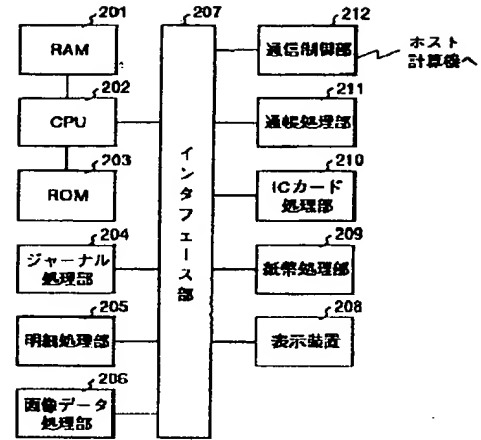 201
RAM
202
CPU
203
ROM
204
ジャーナル
処理部
205
明細処理部
206
画像データ
処理部
207
インタフェース部
212
通信制御部
ホスト
計算機へ
211
通帳処理部
210
ICカード
処理部
209
紙幣処理部
208
表示装置